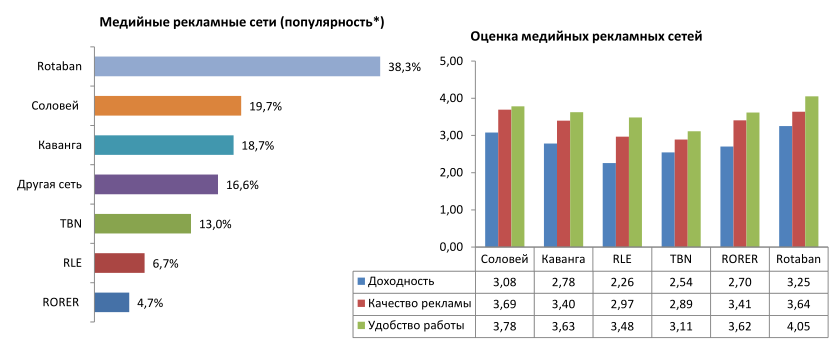 Медийные рекламные сети (популярность*)
Rotaban 38,3%
Соловей 19,7%
Каванга 18,7%
Другая сеть 16,6%
TBN 13,0%
RLE 6,7%
RORER 4,7%
Оценка медийных рекламных сетей
5,00
4,00
3,00
2,00
1,00
0,00
Соловей Каванга RLE TBN RORER Rotaban
Доходность 3,08 2,78 2,26 2,54 2,70 3,25
Качество рекламы 3,69 3,40 2,97 2,89 3,41 3,64
Удобство работы 3,78 3,63 3,48 3,11 3,62 4,05